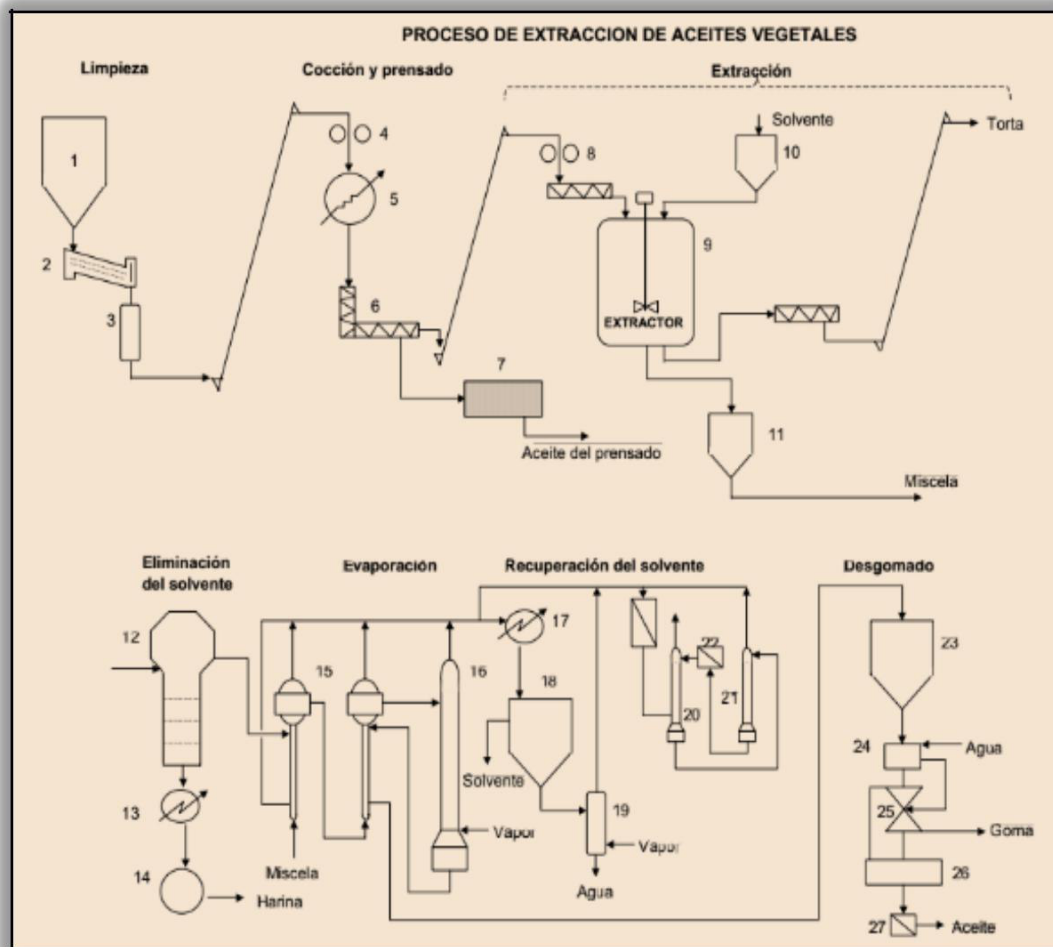 PROCESO DE EXTRACCION DE ACEITES VEGETALES
Limpieza
Cocción y prensado
Extracción
1
2
3
4
5
6
7
Aceite del prensado
8
Solvente
10
9
EXTRACTOR
Torta
11
Miscela
Eliminación
del solvente
Evaporación
Recuperación del solvente
Desgomado
12
13
14
Harina
15
Miscela
16
Vapor
17
18
Solvente
19
Vapor
Agua
20
21
22
23
24
Agua
25
Goma
26
27
Aceite